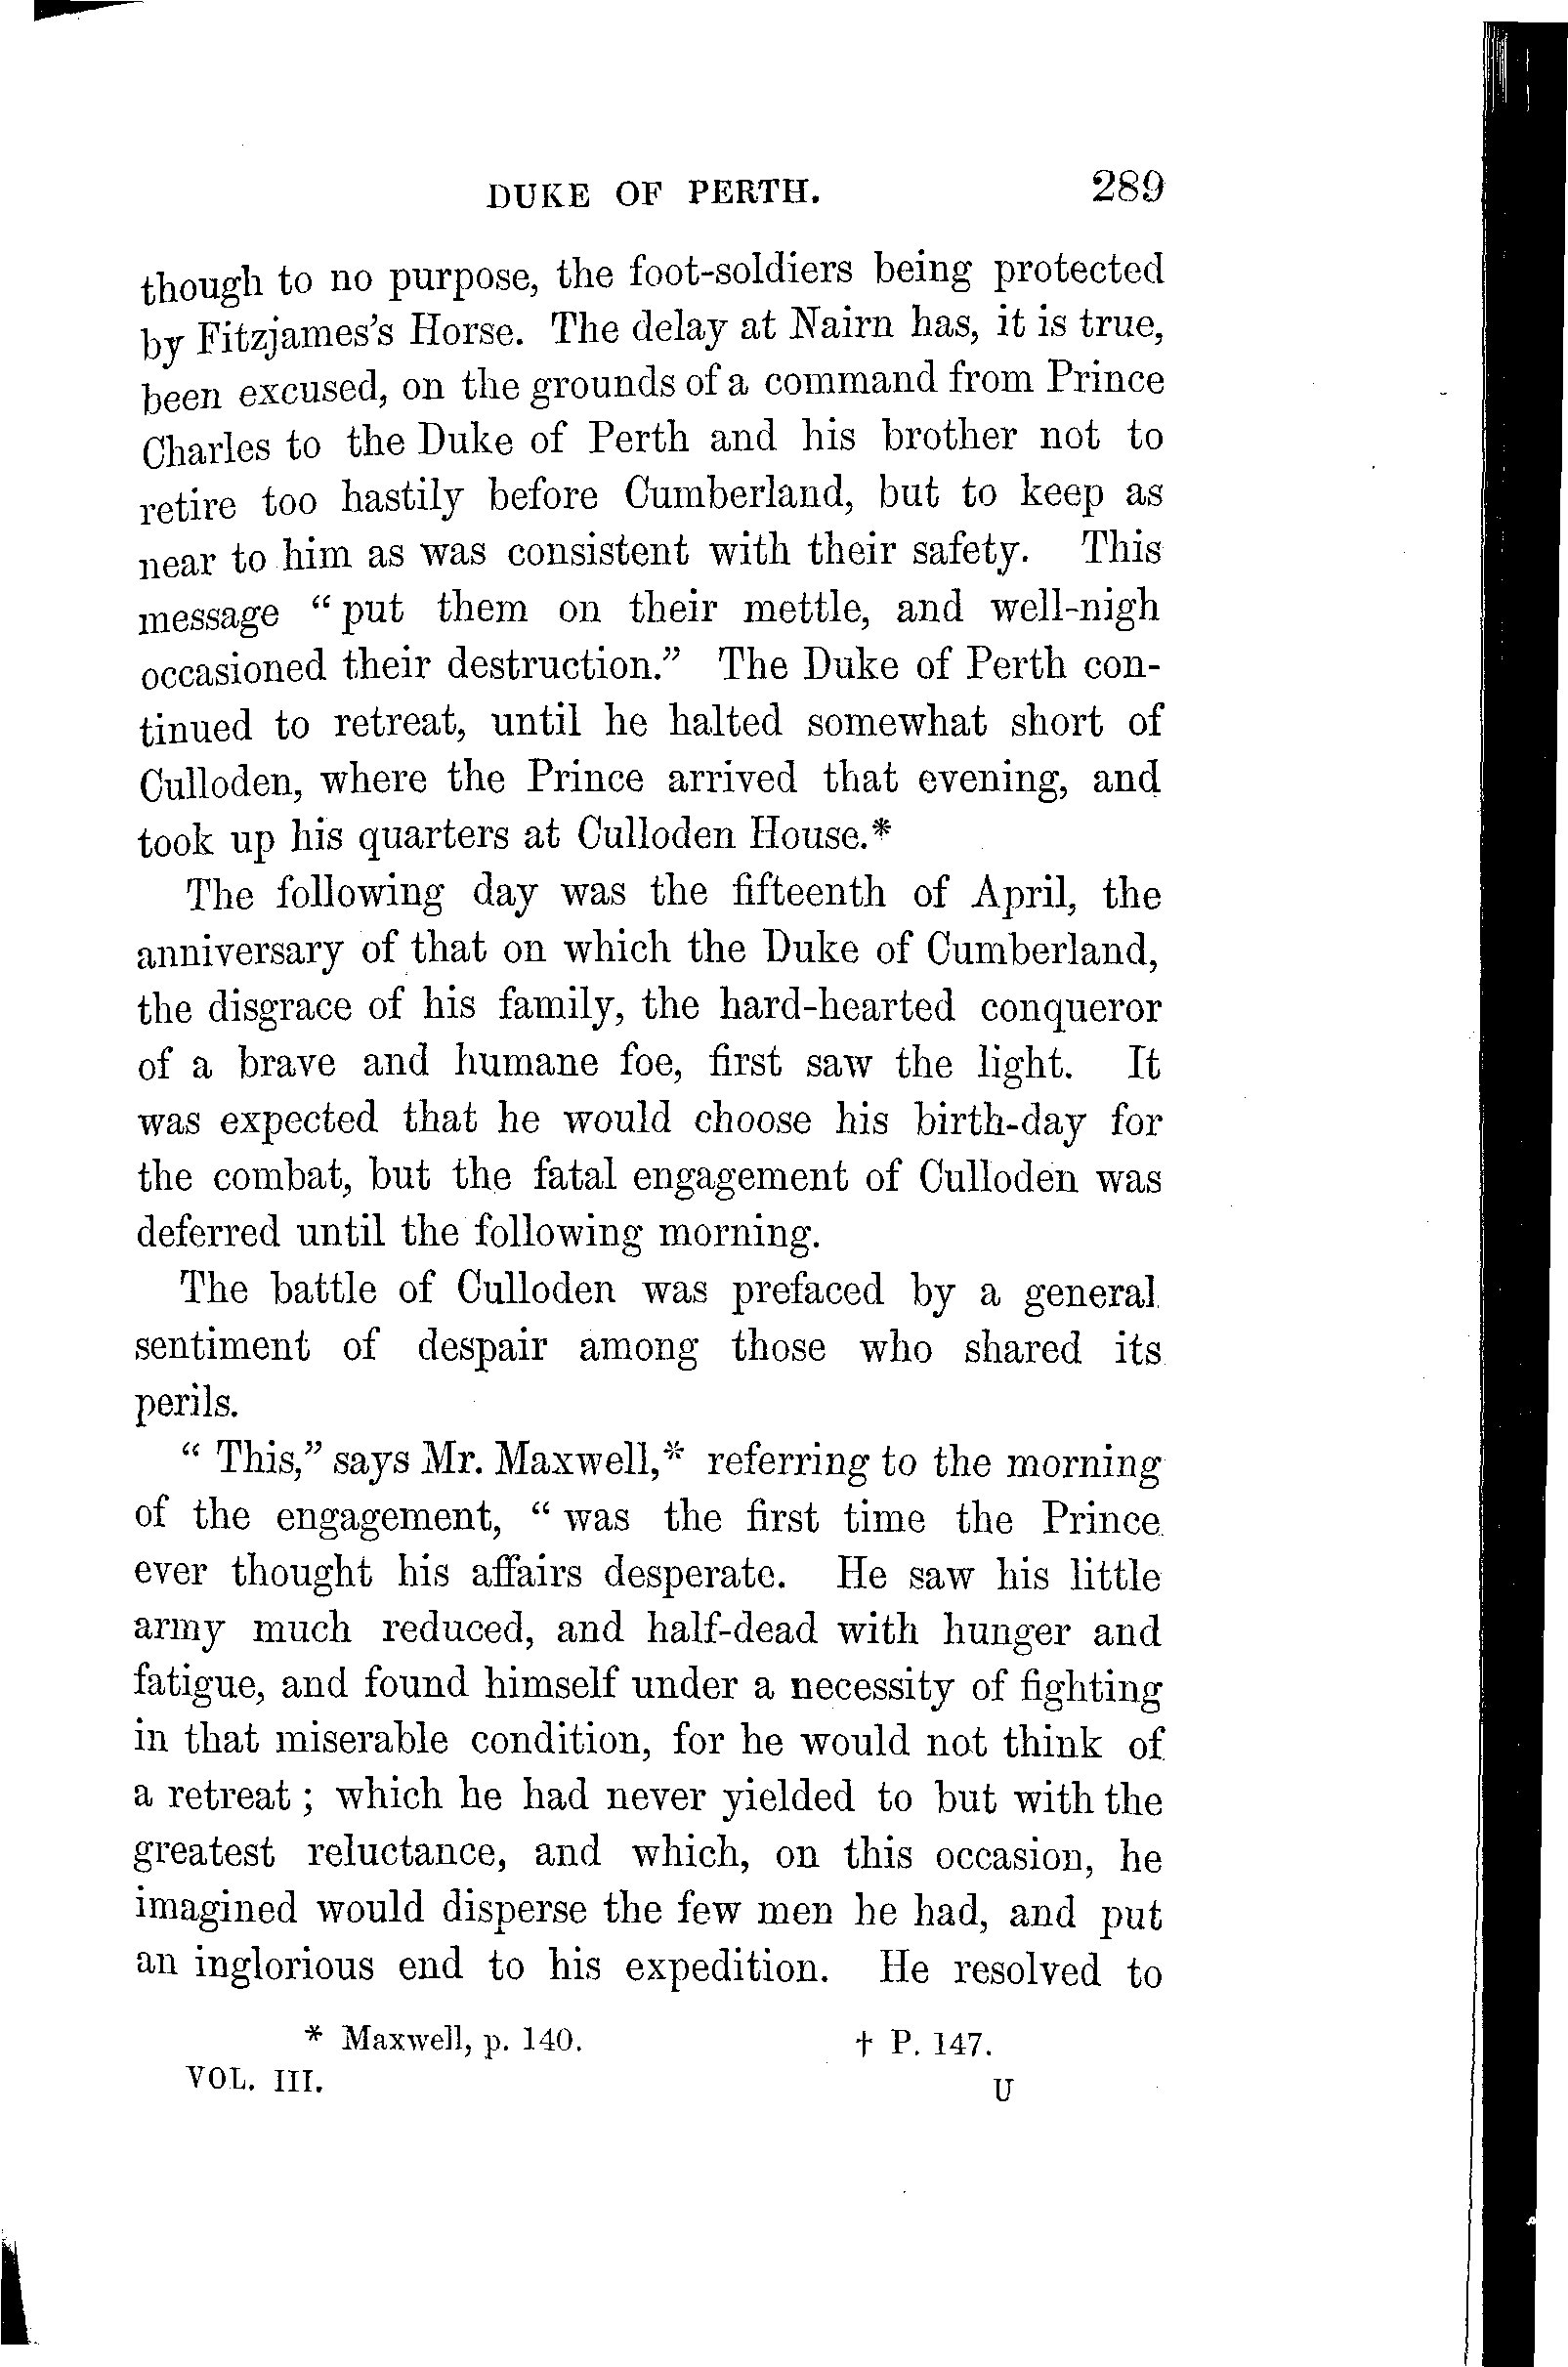 DUKE OF PERTH. 289
though to no purpose, the foot-soldiers being protected
by Fitzjames's Horse. The delay at Nairn has, it is true,
been excused, on the grounds of a command from Prince
Charles to the Duke of Perth and his brother not to
retire too hastily before Cumberland, but to keep as
near to him as was consistent with their safety. This
message “put them on their mettle, and well-nigh
occasioned their destruction.” The Duke of Perth con-
tinued to retreat, until he halted somewhat short of
Culloden, where the Prince arrived that evening, and
took up his quarters at Culloden House.*
The following day was the fifteenth of April, the
anniversary of that on which the Duke of Cumberland,
the disgrace of his family, the hard-hearted conqueror
of a brave and humane foe, first saw the light. It
was expected that he would choose his birth-day for
the combat, but the fatal engagement of Culloden was
deferred until the following morning.
The battle of Culloden was prefaced by a general
sentiment of despair among those who shared its
perils.
“This,” says Mr. Maxwell,* referring to the morning
of the engagement, “was the first time the Prince
ever thought his affairs desperate. He saw his little
army much reduced, and half-dead with hunger and
fatigue, and found himself under a necessity of fighting
in that miserable condition, for he would not think of
a retreat; which he had never yielded to but with the
greatest reluctance, and which, on this occasion, he
imagined would disperse the few men he had, and put
an inglorious end to his expedition. He resolved to
* Maxwell, p. 140. † P. 147.
VOL. III. U